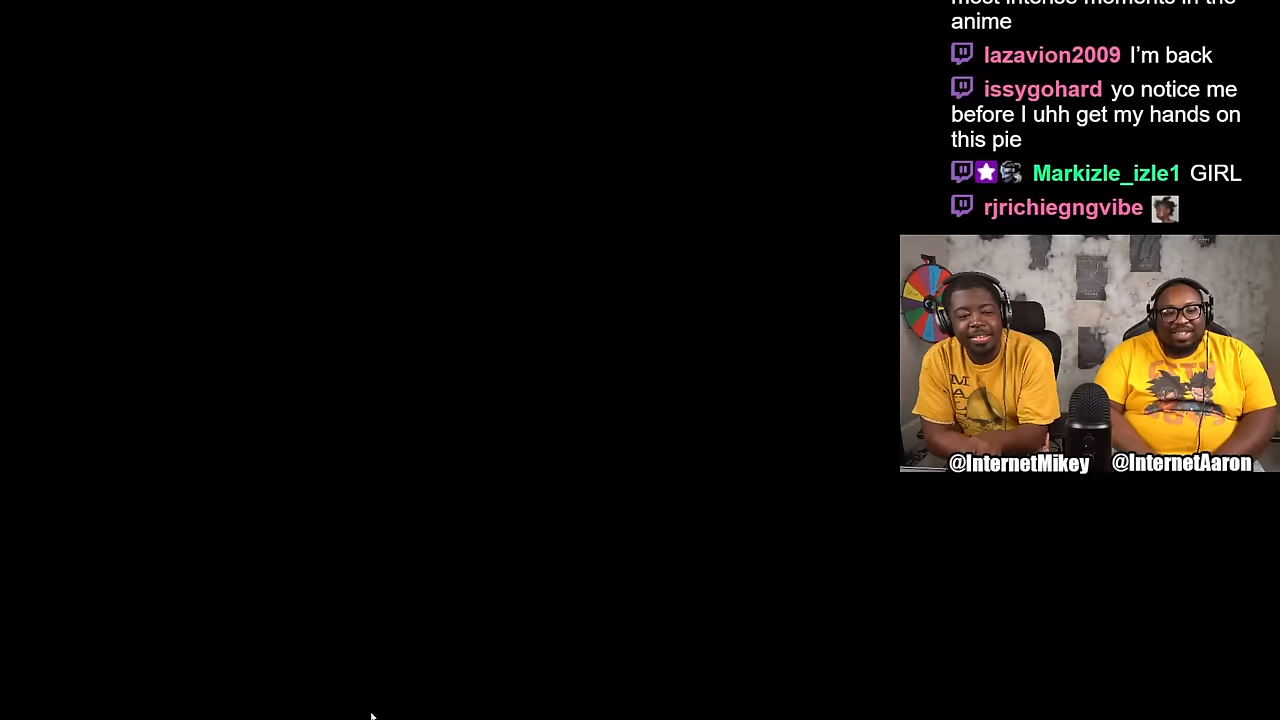 anime
lazavion2009 I’m back
issygohard yo notice me
before I uhh get my hands on
this pie
Markizle_izle1 GIRL
rjrichiegngvibe
@InternetMikey @InternetAaron